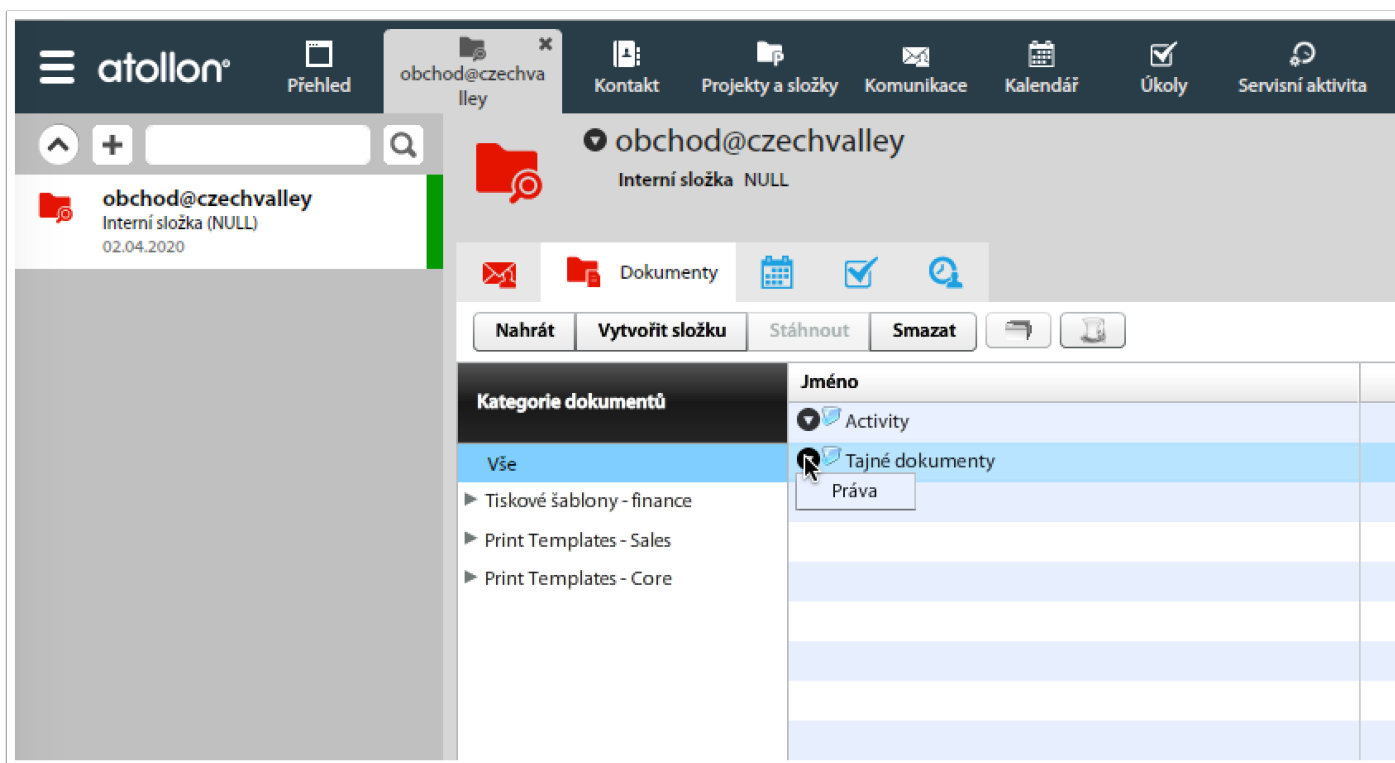 atollon
Přehled
obchod@czechva
lley
Kontakt
Projekty a složky
Komunikace
Kalendář
Úkoly
Servisní aktivita
obchod@czechvalley
Interní složka (NULL)
02.04.2020
obchod@czechvalley
Interní složka NULL
Dokumenty
Nahrát
Vytvořit složku
Stáhnout
Smazat
Kategorie dokumentů
Vše
Tiskové šablony - finance
Print Templates - Sales
Print Templates - Core
Jméno
Activity
Tajné dokumenty
Práva